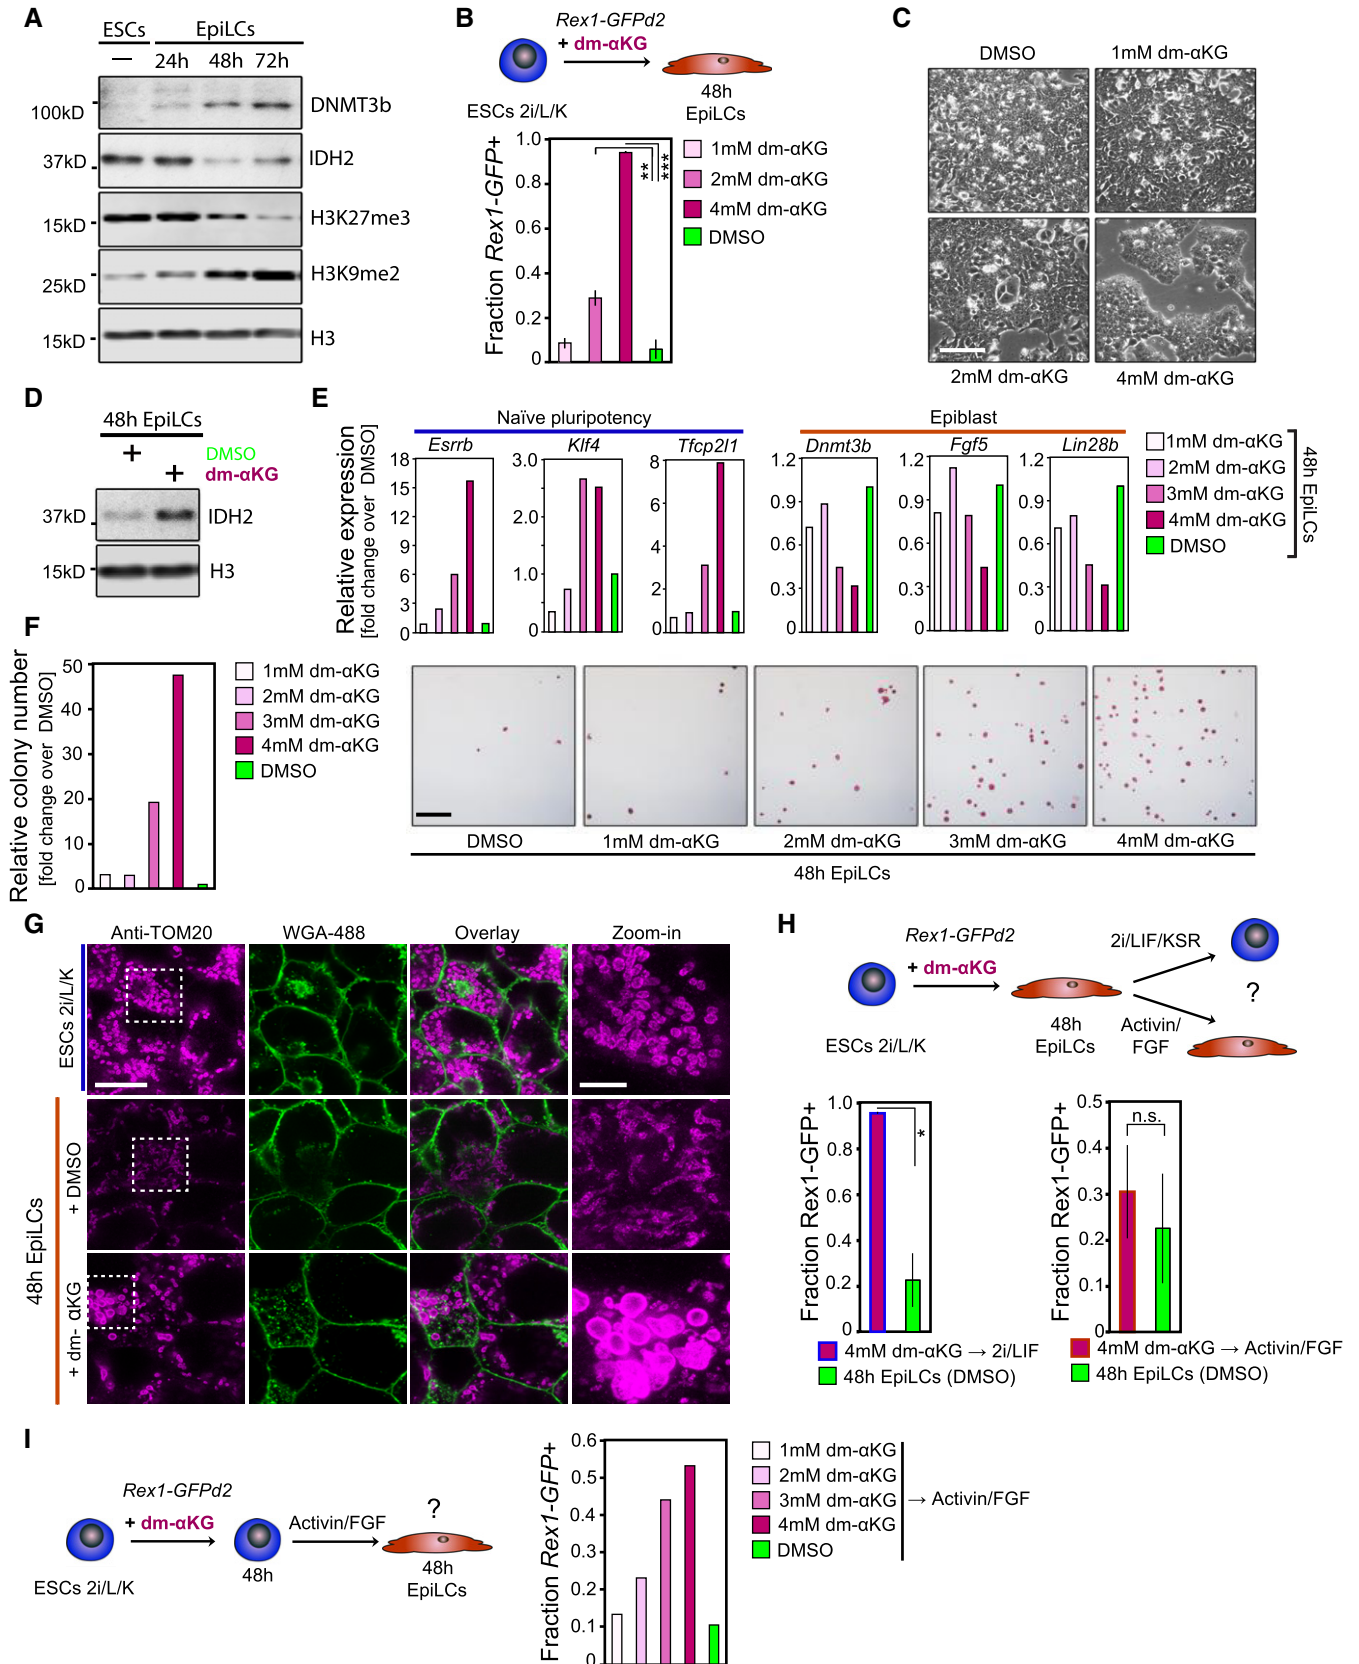 A
ESCs EpiLCs
— 24h 48h 72h
100kD DNMT3b
37kD IDH2
15kD H3K27me3
25kD H3K9me2
15kD H3
B
Rex1-GFPd2
+ dm-αKG
ESCs 2i/L/K
48h
EpiLCs
Fraction Rex1-GFP+
1.0
0.8
0.6
0.4
0.2
0
**
***
1mM dm-αKG
2mM dm-αKG
4mM dm-αKG
DMSO
C
DMSO
1mM dm-αKG
2mM dm-αKG
4mM dm-αKG
D
48h EpiLCs
+ DMSO
+ dm-αKG
37kD IDH2
15kD H3
E
Relative expression
[fold change over DMSO]
Naïve pluripotency
Esrrb
18
15
12
9
6
3
0
Klf4
3.0
2.0
1.0
0
Tfcp2l1
8
6
4
2
0
Epiblast
Dnmt3b
1.2
0.9
0.6
0.3
0
Fgf5
1.2
0.9
0.6
0.3
0
Lin28b
1.2
0.9
0.6
0.3
0
1mM dm-αKG
2mM dm-αKG
3mM dm-αKG
4mM dm-αKG
DMSO
48h EpiLCs
F
Relative colony number
[fold change over DMSO]
50
40
30
20
10
0
1mM dm-αKG
2mM dm-αKG
3mM dm-αKG
4mM dm-αKG
DMSO
DMSO
1mM dm-αKG
2mM dm-αKG
3mM dm-αKG
4mM dm-αKG
48h EpiLCs
G
Anti-TOM20
WGA-488
Overlay
Zoom-in
ESCs 2i/L/K
48h EpiLCs
+ DMSO
+ dm- αKG
H
Rex1-GFPd2
+ dm-αKG
ESCs 2i/L/K
48h
EpiLCs
2i/LIF/KSR
?
Activin/
FGF
Fraction Rex1-GFP+
1.0
0.8
0.6
0.4
0.2
0
*
4mM dm-αKG → 2i/LIF
48h EpiLCs (DMSO)
Fraction Rex1-GFP+
0.5
0.4
0.3
0.2
0.1
0
n.s.
4mM dm-αKG → Activin/FGF
48h EpiLCs (DMSO)
I
Rex1-GFPd2
+ dm-αKG
ESCs 2i/L/K
48h
Activin/FGF
?
48h
EpiLCs
Fraction Rex1-GFP+
0.6
0.5
0.4
0.3
0.2
0.1
0
1mM dm-αKG
2mM dm-αKG
3mM dm-αKG
4mM dm-αKG
DMSO
→ Activin/FGF